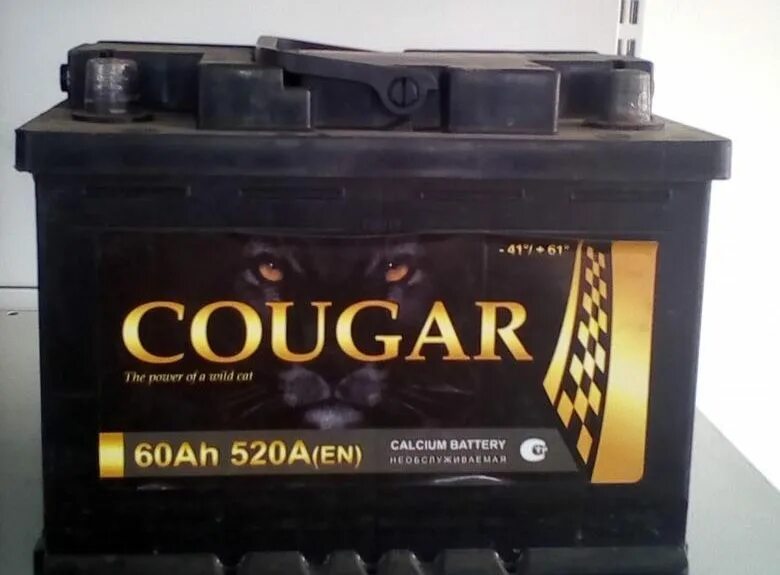 - 41°/ + 61°
COUGAR
The power of a wild cat
60Ah 520A(EN)
CALCIUM BATTERY
НЕОБСЛУЖИВАЕМАЯ